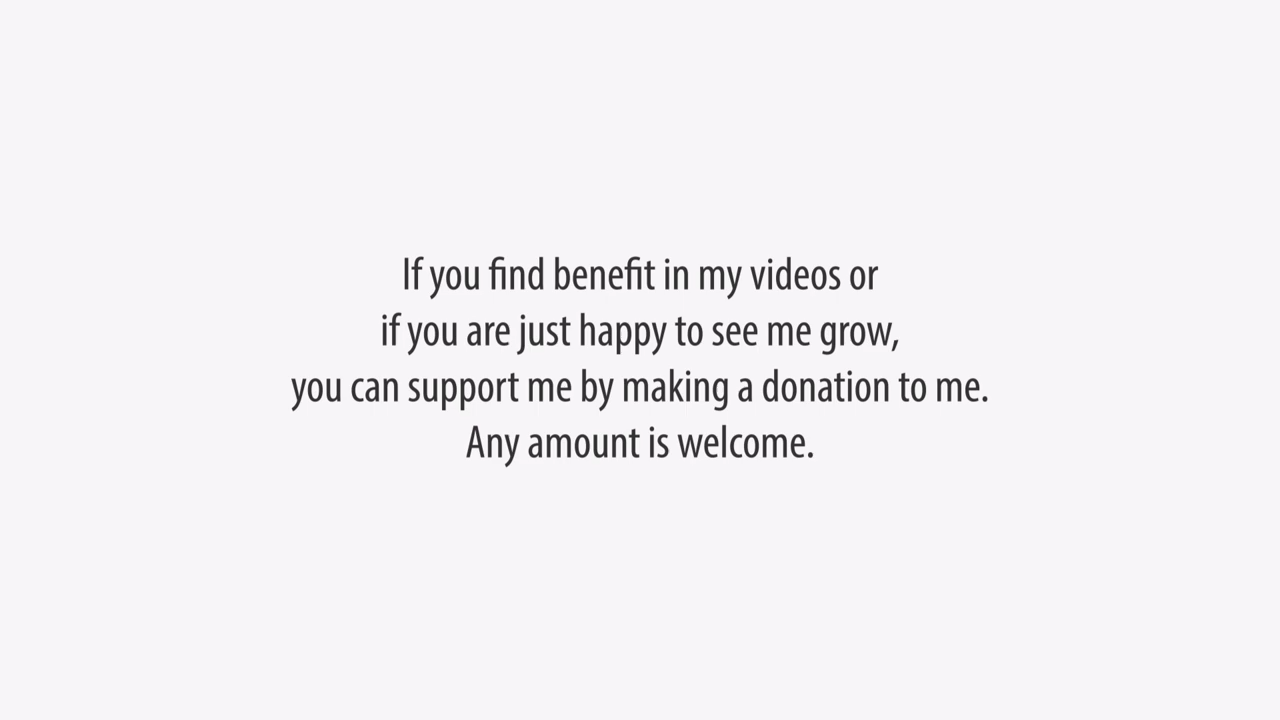 If you find benefit in my videos or
if you are just happy to see me grow,
you can support me by making a donation to me.
Any amount is welcome.